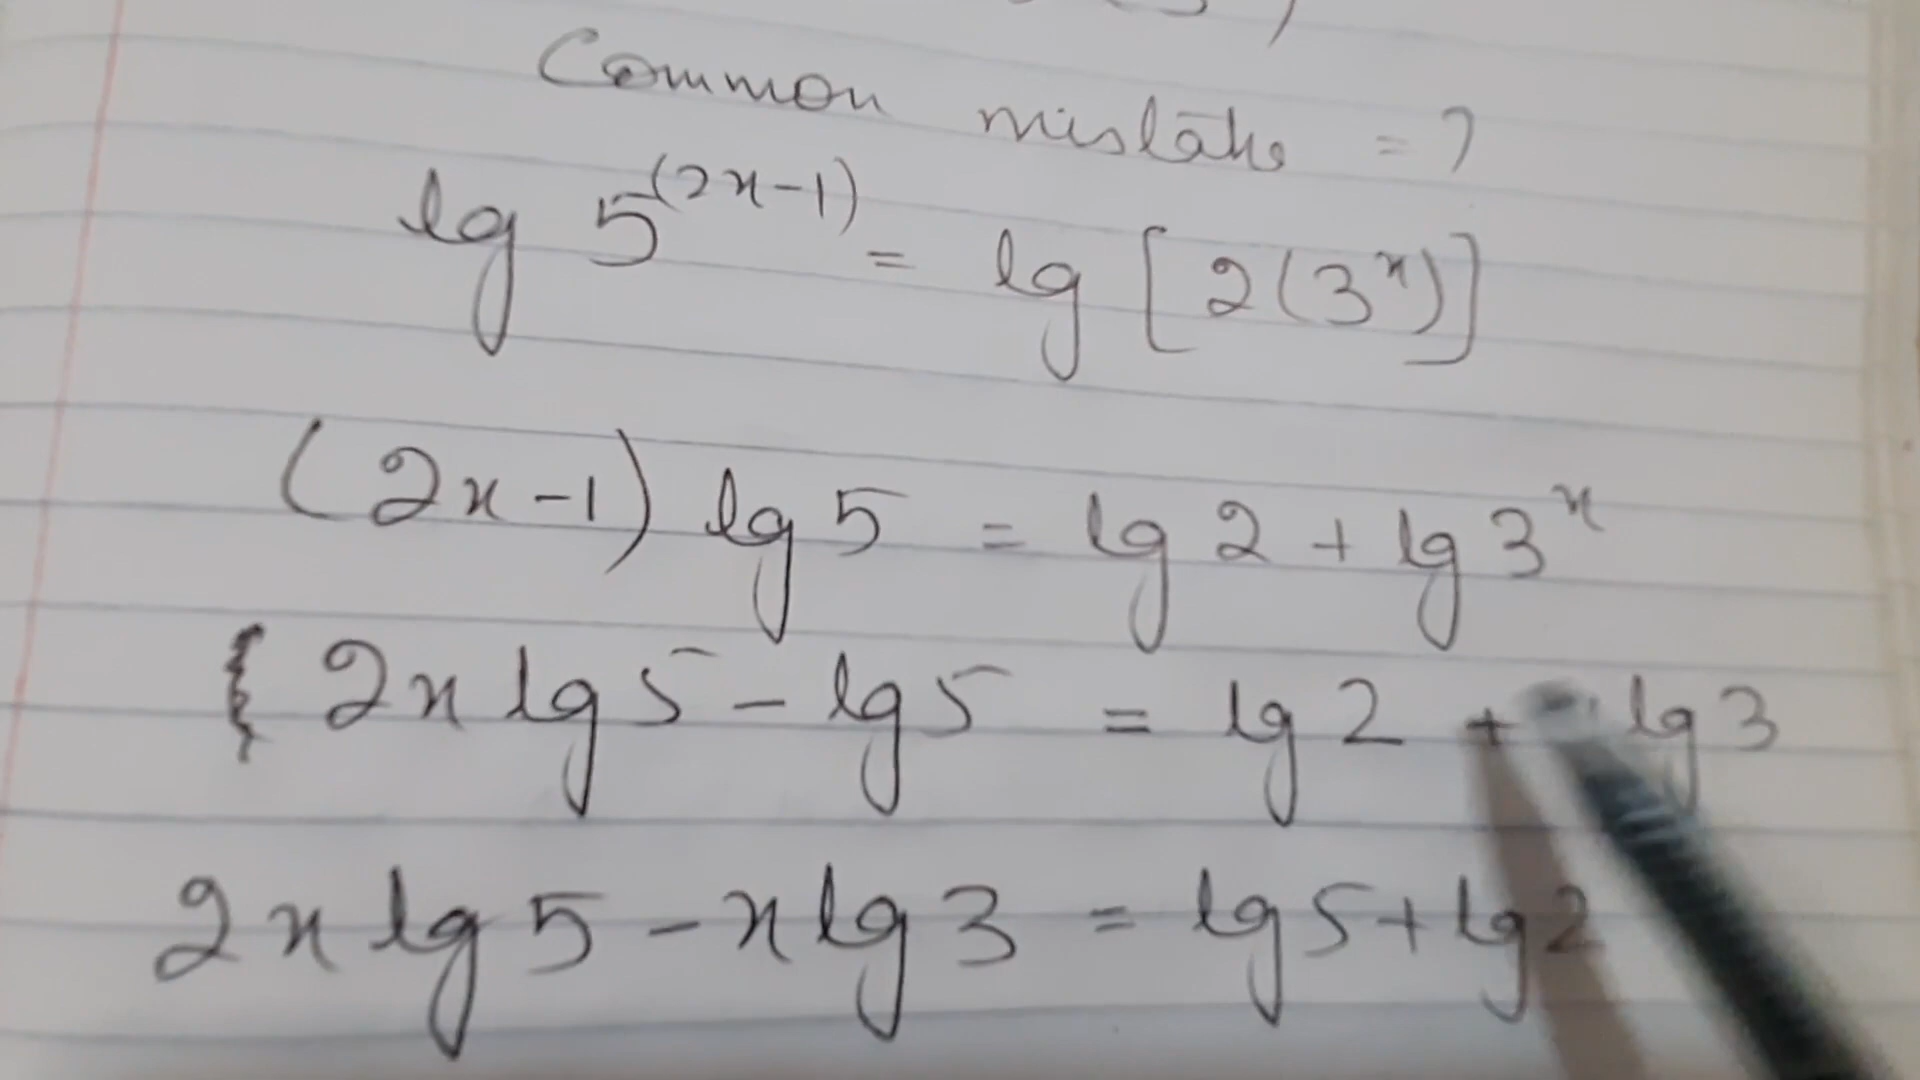 Common mistake = ?
lg 5^(2x-1) = lg [2(3^x)]
(2x-1) lg 5 = lg 2 + lg 3^x
2x lg 5 - lg 5 = lg 2 + lg 3
2x lg 5 - x lg 3 = lg 5 + lg 2